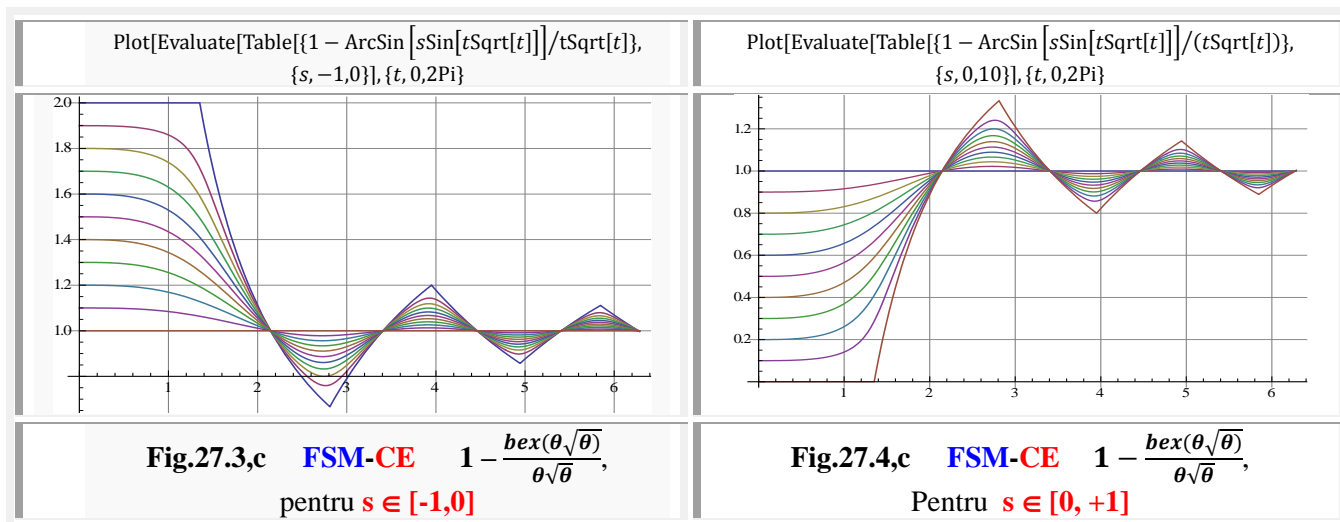 Plot[Evaluate[Table[{1 − ArcSin [sSin[tSqrt[t]]]/tSqrt[t]},
{s, −1,0}],{t, 0,2Pi}
2.0
1.8
1.6
1.4
1.2
1.0
1 2 3 4 5 6
Fig.27.3,c FSM-CE 1 − bex(θ√θ)/θ√θ,
pentru s ∈ [-1,0]
Plot[Evaluate[Table[{1 − ArcSin [sSin[tSqrt[t]]]/(tSqrt[t])},
{s, 0,10}],{t, 0,2Pi}
1.2
1.0
0.8
0.6
0.4
0.2
1 2 3 4 5 6
Fig.27.4,c FSM-CE 1 − bex(θ√θ)/θ√θ,
Pentru s ∈ [0, +1]